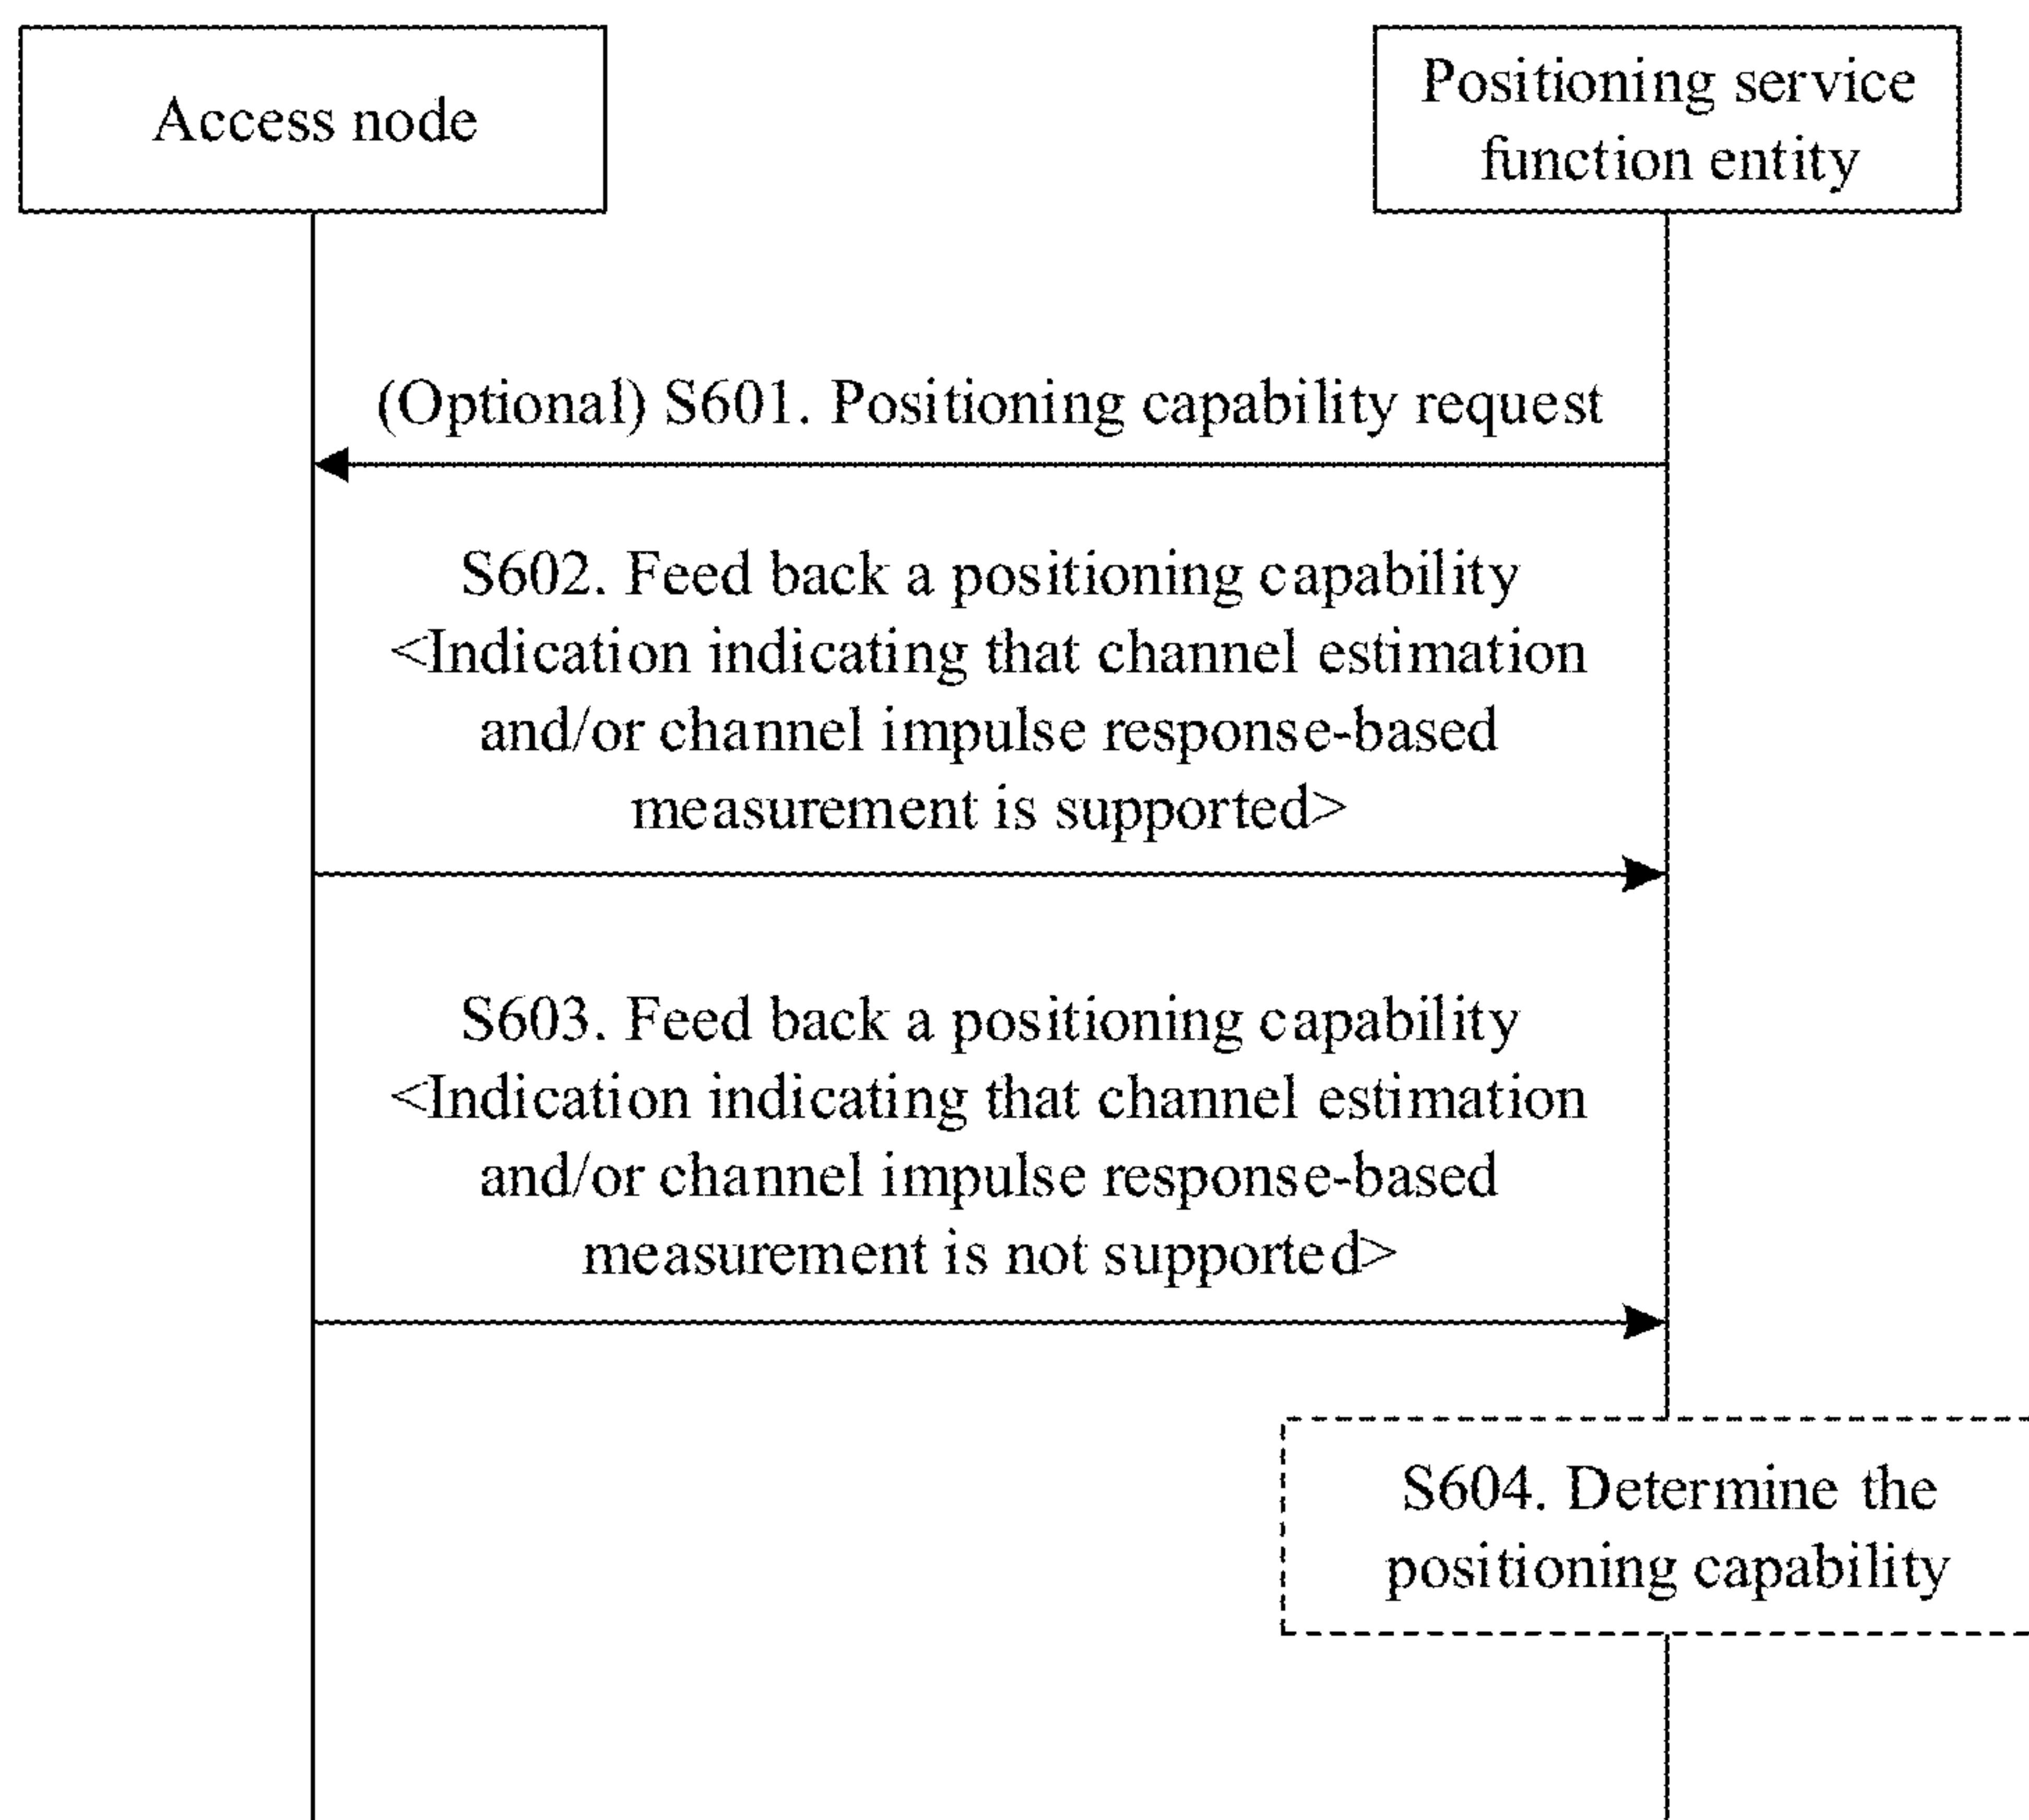 Access node
Positioning service
function entity
(Optional) S601. Positioning capability request
S602. Feed back a positioning capability
<Indication indicating that channel estimation
and/or channel impulse response-based
measurement is supported>
S603. Feed back a positioning capability
<Indication indicating that channel estimation
and/or channel impulse response-based
measurement is not supported>
S604. Determine the
positioning capability